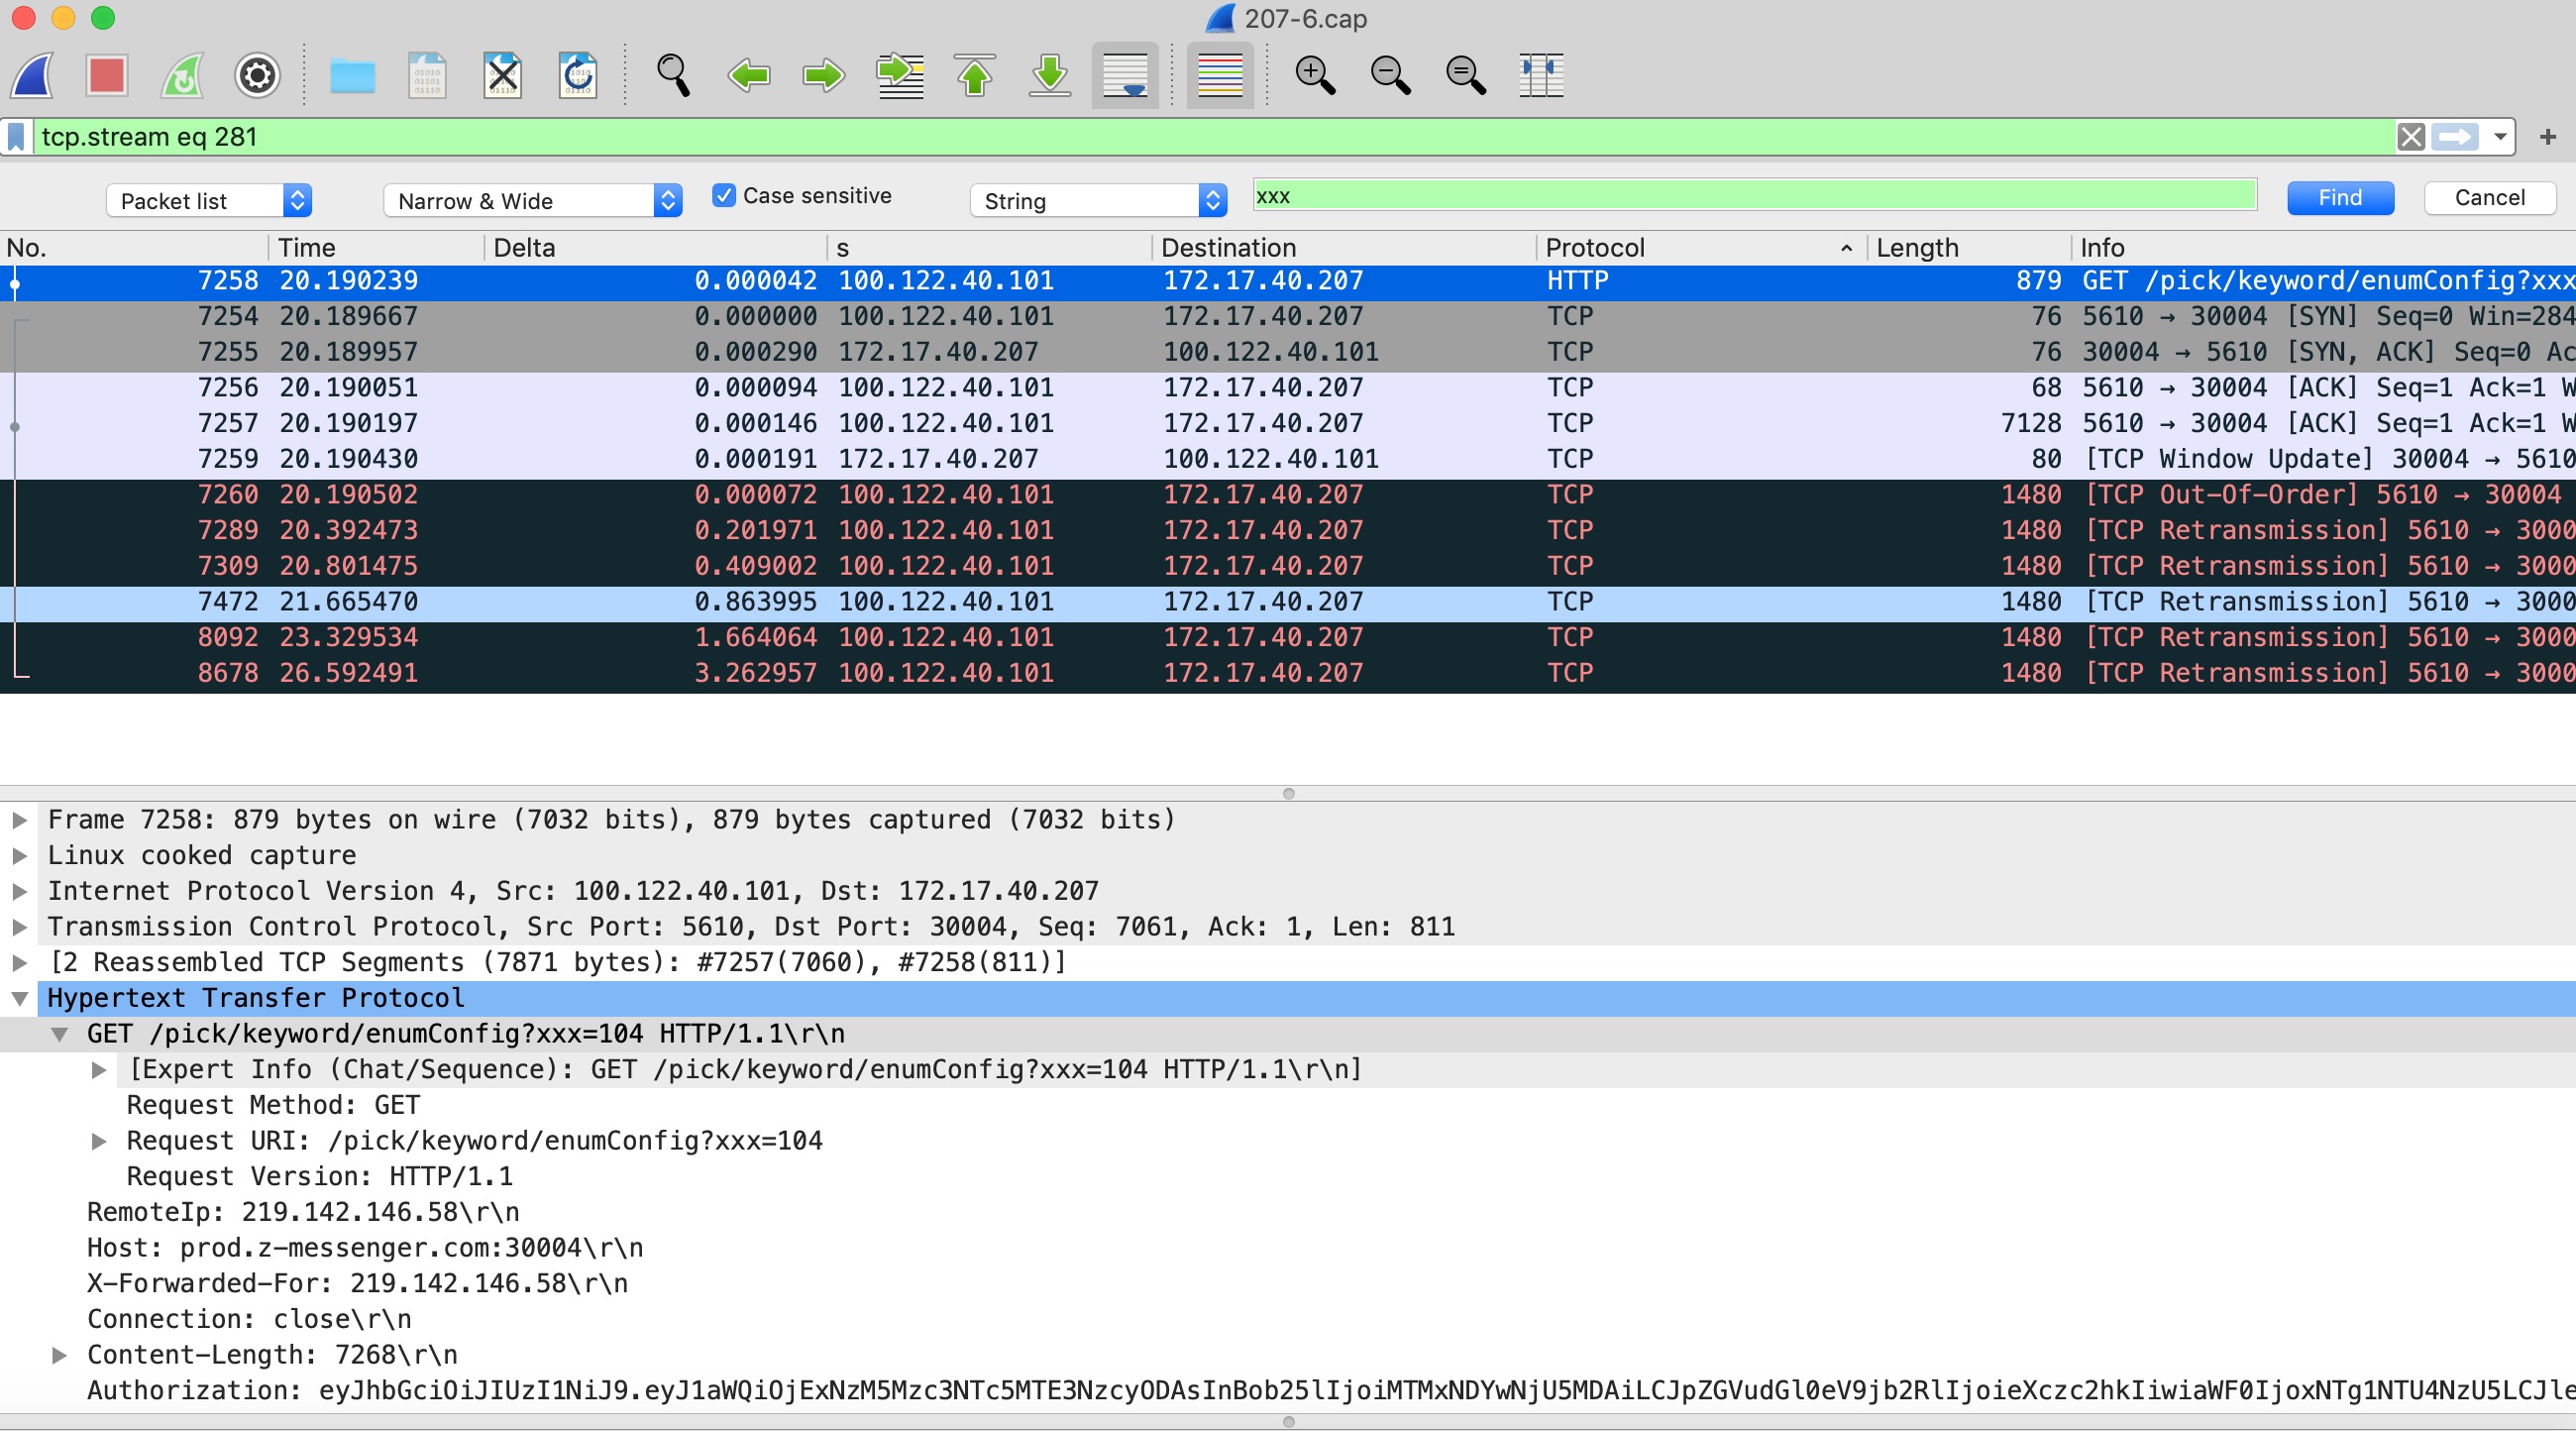 207-6.cap
tcp.stream eq 281
+
Packet list Narrow & Wide Case sensitive String xxx Find Cancel
No. Time Delta s Destination Protocol Length Info
7258 20.190239 0.000042 100.122.40.101 172.17.40.207 HTTP 879 GET /pick/keyword/enumConfig?xxx
7254 20.189667 0.000000 100.122.40.101 172.17.40.207 TCP 76 5610 → 30004 [SYN] Seq=0 Win=284
7255 20.189957 0.000290 172.17.40.207 100.122.40.101 TCP 76 30004 → 5610 [SYN, ACK] Seq=0 Ac
7256 20.190051 0.000094 100.122.40.101 172.17.40.207 TCP 68 5610 → 30004 [ACK] Seq=1 Ack=1 W
7257 20.190197 0.000146 100.122.40.101 172.17.40.207 TCP 7128 5610 → 30004 [ACK] Seq=1 Ack=1 W
7259 20.190430 0.000191 172.17.40.207 100.122.40.101 TCP 80 [TCP Window Update] 30004 → 5610
7260 20.190502 0.000072 100.122.40.101 172.17.40.207 TCP 1480 [TCP Out-Of-Order] 5610 → 30004
7289 20.392473 0.201971 100.122.40.101 172.17.40.207 TCP 1480 [TCP Retransmission] 5610 → 3000
7309 20.801475 0.409002 100.122.40.101 172.17.40.207 TCP 1480 [TCP Retransmission] 5610 → 3000
7472 21.665470 0.863995 100.122.40.101 172.17.40.207 TCP 1480 [TCP Retransmission] 5610 → 3000
8092 23.329534 1.664064 100.122.40.101 172.17.40.207 TCP 1480 [TCP Retransmission] 5610 → 3000
8678 26.592491 3.262957 100.122.40.101 172.17.40.207 TCP 1480 [TCP Retransmission] 5610 → 3000
Frame 7258: 879 bytes on wire (7032 bits), 879 bytes captured (7032 bits)
Linux cooked capture
Internet Protocol Version 4, Src: 100.122.40.101, Dst: 172.17.40.207
Transmission Control Protocol, Src Port: 5610, Dst Port: 30004, Seq: 7061, Ack: 1, Len: 811
[2 Reassembled TCP Segments (7871 bytes): #7257(7060), #7258(811)]
Hypertext Transfer Protocol
GET /pick/keyword/enumConfig?xxx=104 HTTP/1.1\r\n
[Expert Info (Chat/Sequence): GET /pick/keyword/enumConfig?xxx=104 HTTP/1.1\r\n]
Request Method: GET
Request URI: /pick/keyword/enumConfig?xxx=104
Request Version: HTTP/1.1
RemoteIp: 219.142.146.58\r\n
Host: prod.z-messenger.com:30004\r\n
X-Forwarded-For: 219.142.146.58\r\n
Connection: close\r\n
Content-Length: 7268\r\n
Authorization: eyJhbGciOiJIUzI1NiJ9.eyJ1aWQiOjExNzM5Mzc3NTc5MTE3NzcyODAsInBob25lIjoiMTMxNDYwNjU5MDAiLCJpZGVudGl0eV9jb2RlIjoieXczc2hkIiwiaWF0IjoxNTg1NTU4NzU5LCJle